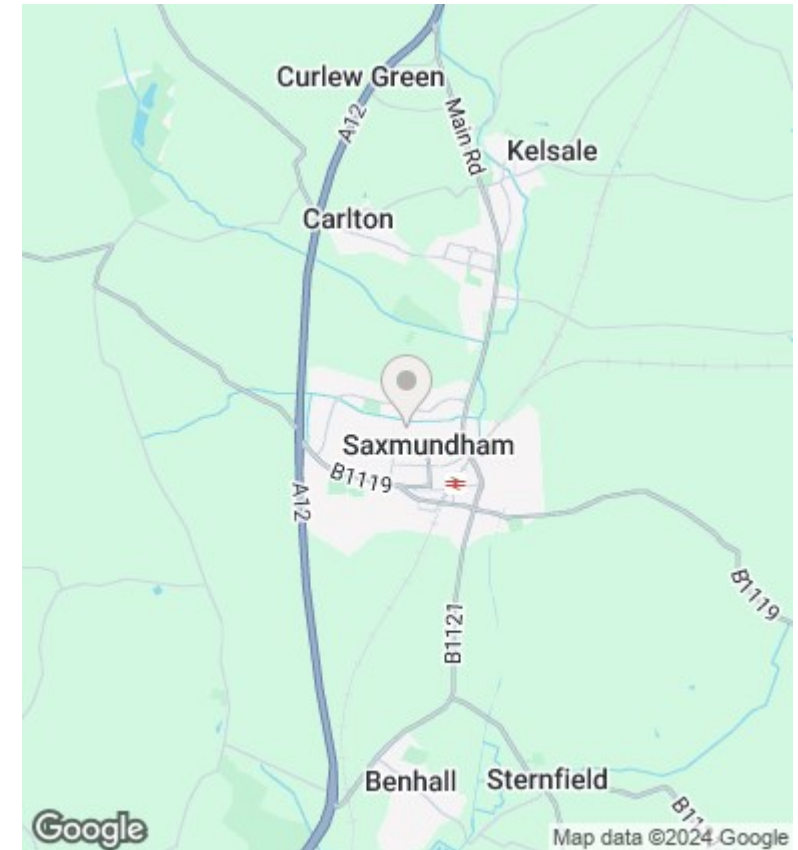 Curlew Green
A12
Main Rd
Kelsale
Carlton
Saxmundham
B1119
A12
B1119
B1121
Benhall
Sternfield
Google
Map data ©2024 Google